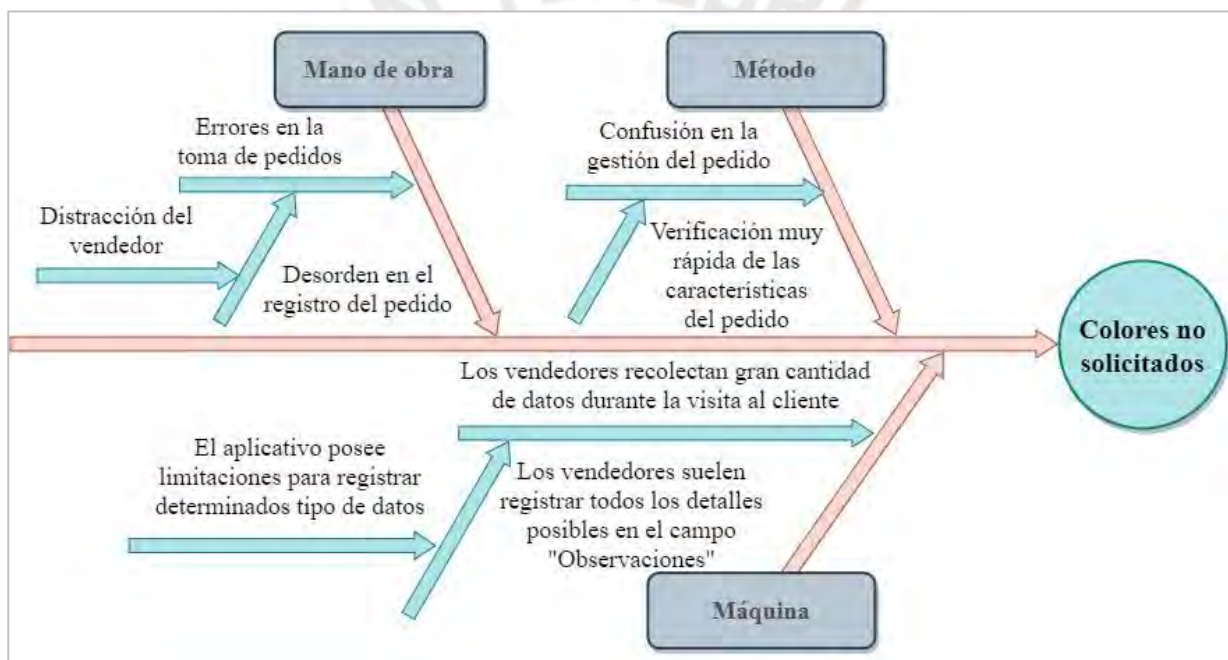 Mano de obra
Método
Errores en la
toma de pedidos
Confusión en la
gestión del pedido
Distracción del
vendedor
Desorden en el
registro del pedido
Verificación muy
rápida de las
características
del pedido
Colores no
solicitados
Los vendedores recolectan gran cantidad
de datos durante la visita al cliente
El aplicativo posee
limitaciones para registrar
determinados tipo de datos
Los vendedores suelen
registrar todos los detalles
posibles en el campo
"Observaciones"
Máquina